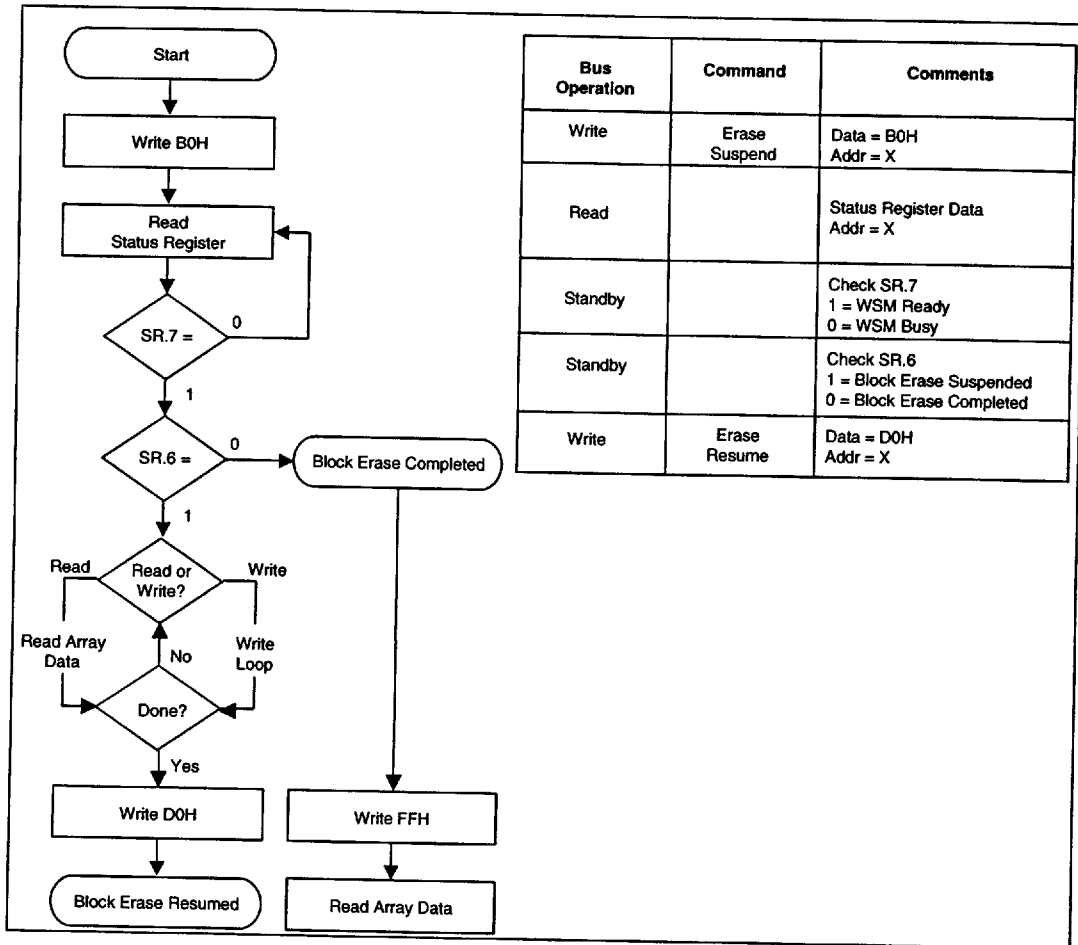 Start
Write B0H
Read
Status Register
SR.7 =
0
1
SR.6 =
0
Block Erase Completed
1
Read
Read or
Write?
Write
Read Array
Data
Write
Loop
No
Done?
Yes
Write D0H
Write FFH
Block Erase Resumed
Read Array Data
Bus
Operation
Command
Comments
Write
Erase
Suspend
Data = B0H
Addr = X
Read
Status Register Data
Addr = X
Standby
Check SR.7
1 = WSM Ready
0 = WSM Busy
Standby
Check SR.6
1 = Block Erase Suspended
0 = Block Erase Completed
Write
Erase
Resume
Data = D0H
Addr = X